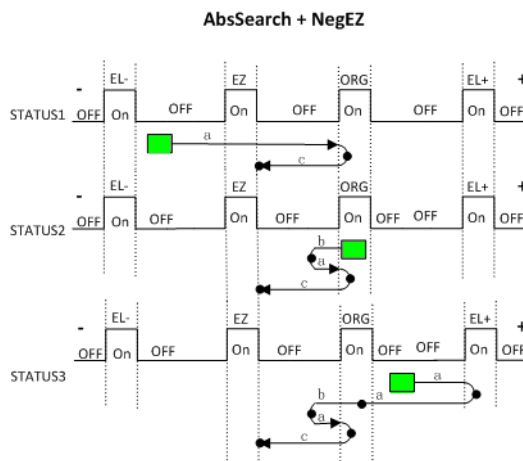 AbsSearch + NegEZ
- EL- EZ ORG EL+ +
STATUS1 OFF On OFF On OFF On OFF On OFF
a
c
- EL- EZ ORG EL+ +
STATUS2 OFF On OFF On OFF On OFF OFF On OFF
b
a
c
- EL- EZ ORG EL+ +
STATUS3 OFF On OFF On OFF On OFF OFF On OFF
a
b a
a
c